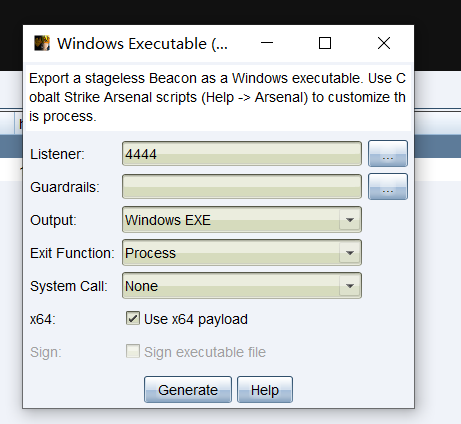 Windows Executable (...
Export a stageless Beacon as a Windows executable. Use C
obalt Strike Arsenal scripts (Help -> Arsenal) to customize th
is process.
Listener: 4444 ...
Guardrails: ...
Output: Windows EXE
Exit Function: Process
System Call: None
x64: Use x64 payload
Sign: Sign executable file
Generate Help